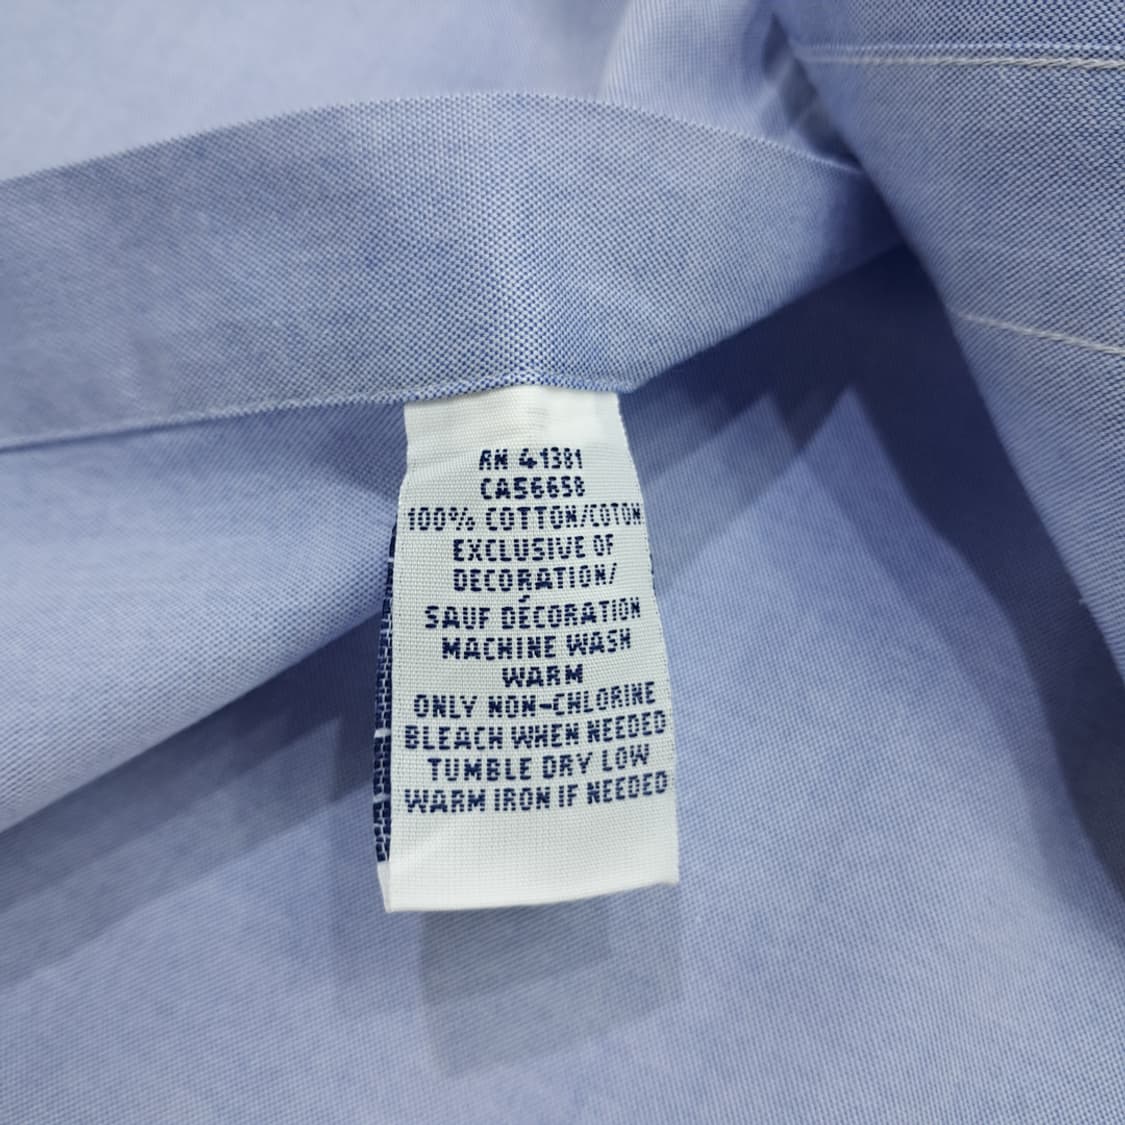 RN 41381
CA56658
100% COTTON/COTON
EXCLUSIVE OF
DECORATION/
SAUF DÉCORATION
MACHINE WASH
WARM
ONLY NON-CHLORINE
BLEACH WHEN NEEDED
TUMBLE DRY LOW
WARM IRON IF NEEDED